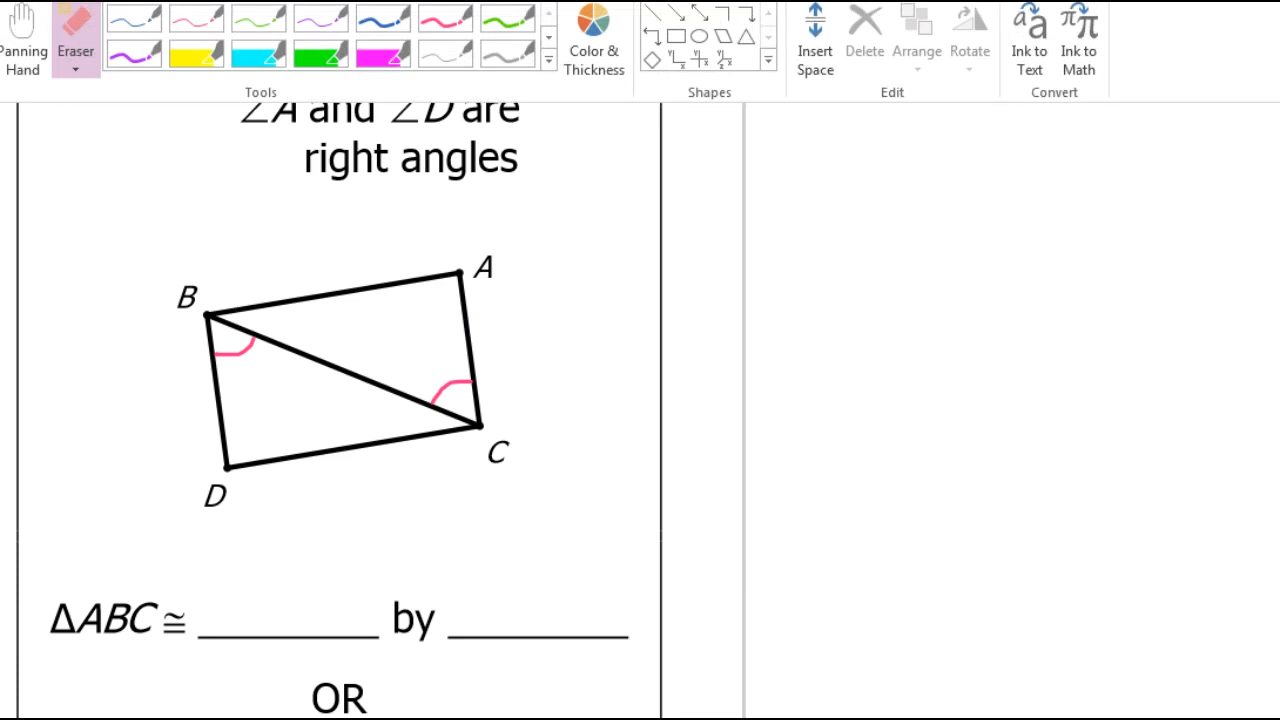 Panning Hand
Eraser
Color & Thickness
Insert Space
Delete
Arrange
Rotate
Ink to Text
Ink to Math
Tools
Shapes
Edit
Convert
∠A and ∠D are
right angles
A
B
C
D
ΔABC ≅ __________ by __________
OR